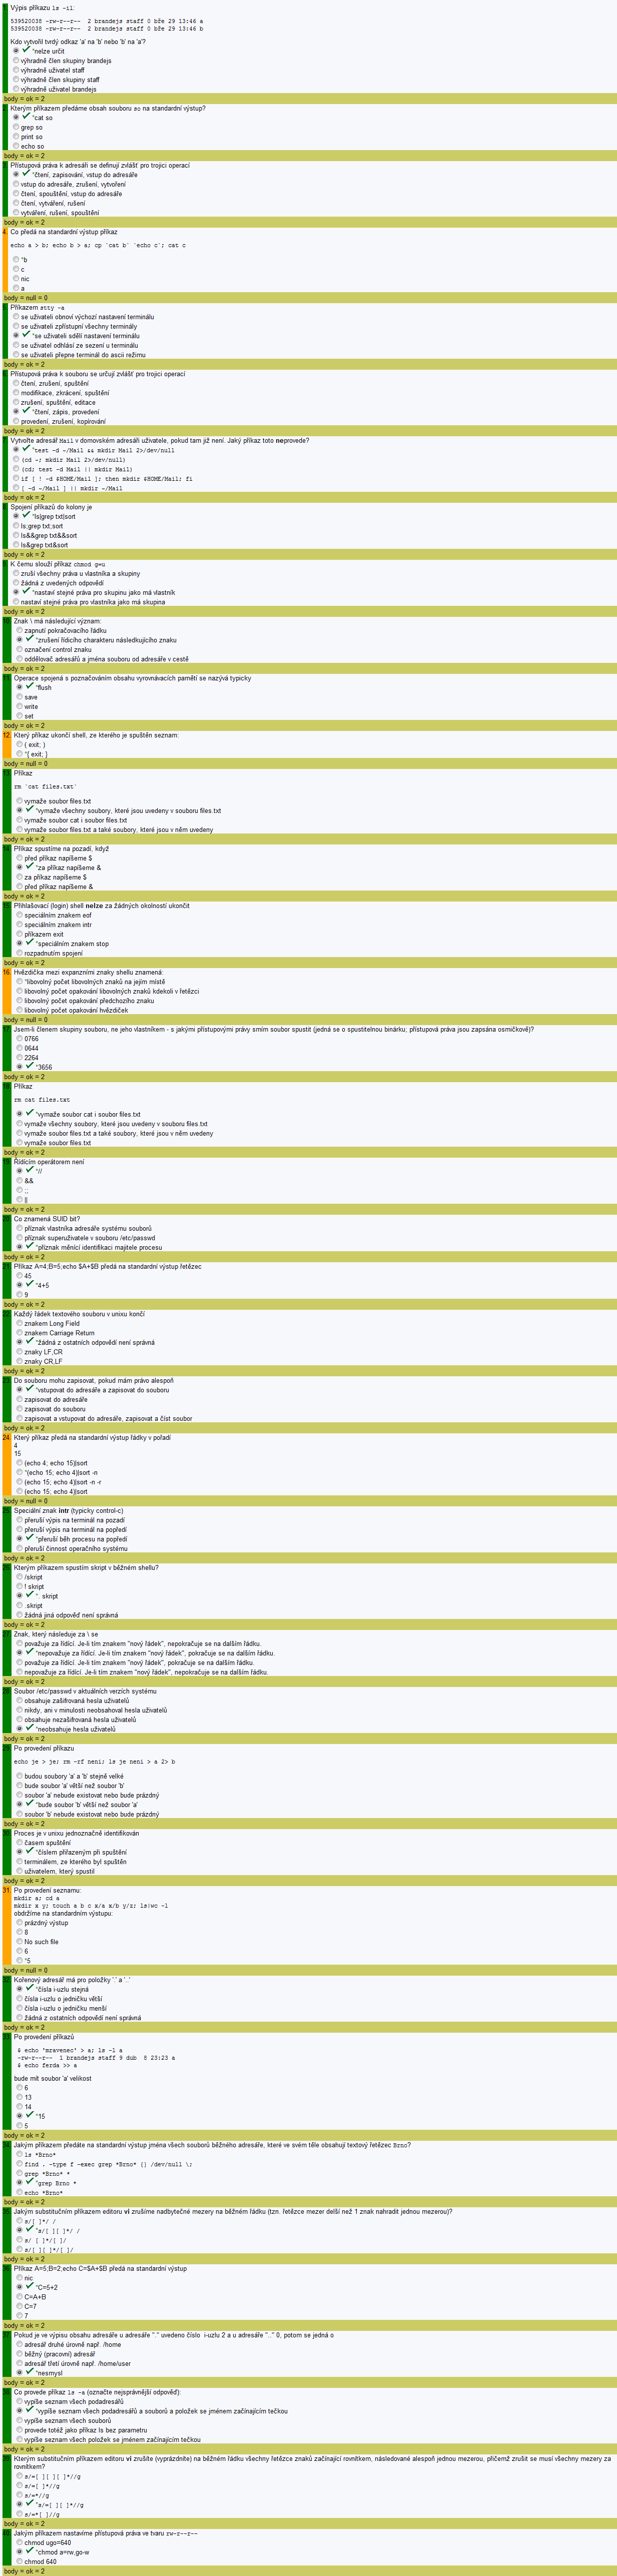 1. Výpis příkazu ls -il:
539520038 -rw-r--r-- 2 brandejs staff 0 bře 29 13:46 a
539520038 -rw-r--r-- 2 brandejs staff 0 bře 29 13:46 b
Kdo vytvořil tvrdý odkaz 'a' na 'b' nebo 'b' na 'a'?
*nelze určit
výhradně člen skupiny brandejs
výhradně uživatel staff
výhradně člen skupiny staff
výhradně uživatel brandejs
body = ok = 2
2. Kterým příkazem předáme obsah souboru so na standardní výstup?
*cat so
grep so
print so
echo so
body = ok = 2
3. Přístupová práva k adresáři se definují zvlášť pro trojici operací
*čtení, zapisování, vstup do adresáře
vstup do adresáře, zrušení, vytvoření
čtení, spouštění, vstup do adresáře
čtení, vytváření, rušení
vytváření, rušení, spouštění
body = ok = 2
4. Co předá na standardní výstup příkaz
echo a > b; echo b > a; cp `cat b` `echo c`; cat c
*b
c
nic
a
body = null = 0
5. Příkazem stty -a
se uživateli obnoví výchozí nastavení terminálu
se uživateli zpřístupní všechny terminály
*se uživateli sdělí nastavení terminálu
se uživatel odhlásí ze sezení u terminálu
se uživateli přepne terminál do ascii režimu
body = ok = 2
6. Přístupová práva k souboru se určují zvlášť pro trojici operací
čtení, zrušení, spuštění
modifikace, zkrácení, spuštění
zrušení, spuštění, editace
*čtení, zápis, provedení
provedení, zrušení, kopírování
body = ok = 2
7. Vytvořte adresář Mail v domovském adresáři uživatele, pokud tam již není. Jaký příkaz toto neprovede?
*test -d ~/Mail && mkdir Mail 2>/dev/null
(cd ~; mkdir Mail 2>/dev/null)
(cd; test -d Mail || mkdir Mail)
if [ ! -d $HOME/Mail ]; then mkdir $HOME/Mail; fi
[ -d ~/Mail ] || mkdir ~/Mail
body = ok = 2
8. Spojení příkazů do kolony je
*ls|grep txt|sort
ls;grep txt;sort
ls&&grep txt&&sort
ls&grep txt&sort
body = ok = 2
9. K čemu slouží příkaz chmod g=u
zruší všechny práva u vlastníka a skupiny
žádná z uvedených odpovědí
*nastaví stejné práva pro skupinu jako má vlastník
nastaví stejné práva pro vlastníka jako má skupina
body = ok = 2
10. Znak \ má následující význam:
zapnutí pokračovacího řádku
*zrušení řídicího charakteru následkujícího znaku
označení control znaku
oddělovač adresářů a jména souboru od adresáře v cestě
body = ok = 2
11. Operace spojená s poznačováním obsahu vyrovnávacích pamětí se nazývá typicky
*flush
save
write
set
body = ok = 2
12. Který příkaz ukončí shell, ze kterého je spuštěn seznam:
( exit; )
*{ exit; }
body = null = 0
13. Příkaz
rm `cat files.txt`
vymaže soubor files.txt
*vymaže všechny soubory, které jsou uvedeny v souboru files.txt
vymaže soubor cat i soubor files.txt
vymaže soubor files.txt a také soubory, které jsou v něm uvedeny
body = ok = 2
14. Příkaz spustíme na pozadí, když
před příkaz napíšeme $
*za příkaz napíšeme &
za příkaz napíšeme $
před příkaz napíšeme &
body = ok = 2
15. Přihlašovací (login) shell nelze za žádných okolností ukončit
speciálním znakem eof
speciálním znakem intr
příkazem exit
*speciálním znakem stop
rozpadnutím spojení
body = ok = 2
16. Hvězdička mezi expanzními znaky shellu znamená:
*libovolný počet libovolných znaků na jejím místě
libovolný počet opakování libovolných znaků kdekoli v řetězci
libovolný počet opakování předchozího znaku
libovolný počet opakování hvězdiček
body = null = 0
17. Jsem-li členem skupiny souboru, ne jeho vlastníkem - s jakými přístupovými právy smím soubor spustit (jedná se o spustitelnou binárku; přístupová práva jsou zapsána osmičkově)?
0766
0644
2264
*3656
body = ok = 2
18. Příkaz
rm cat files.txt
*vymaže soubor cat i soubor files.txt
vymaže všechny soubory, které jsou uvedeny v souboru files.txt
vymaže soubor files.txt a také soubory, které jsou v něm uvedeny
vymaže soubor files.txt
body = ok = 2
19. Řídícím operátorem není
*//
&&
;;
||
body = ok = 2
20. Co znamená SUID bit?
příznak vlastníka adresáře systému souborů
příznak superuživatele v souboru /etc/passwd
*příznak měnící identifikaci majitele procesu
body = ok = 2
21. Příkaz A=4;B=5;echo $A+$B předá na standardní výstup řetězec
45
*4+5
9
body = ok = 2
22. Každý řádek textového souboru v unixu končí
znakem Long Field
znakem Carriage Return
*žádná z ostatních odpovědí není správná
znaky LF,CR
znaky CR,LF
body = ok = 2
23. Do souboru mohu zapisovat, pokud mám právo alespoň
*vstupovat do adresáře a zapisovat do souboru
zapisovat do adresáře
zapisovat do souboru
zapisovat a vstupovat do adresáře, zapisovat a číst soubor
body = ok = 2
24. Který příkaz předá na standardní výstup řádky v pořadí
4
15
(echo 4; echo 15)|sort
*(echo 15; echo 4)|sort -n
(echo 15; echo 4)|sort -n -r
(echo 15; echo 4)|sort
body = null = 0
25. Speciální znak intr (typicky control-c)
přeruší výpis na terminál na pozadí
přeruší výpis na terminál na popředí
*přeruší běh procesu na popředí
přeruší činnost operačního systému
body = ok = 2
26. Kterým příkazem spustím skript v běžném shellu?
/skript
! skript
*. skript
.skript
žádná jiná odpověď není správná
body = ok = 2
27. Znak, který následuje za \ se
považuje za řídící. Je-li tím znakem "nový řádek", nepokračuje se na dalším řádku.
*nepovažuje za řídící. Je-li tím znakem "nový řádek", pokračuje se na dalším řádku.
považuje za řídící. Je-li tím znakem "nový řádek", pokračuje se na dalším řádku.
nepovažuje za řídící. Je-li tím znakem "nový řádek", nepokračuje se na dalším řádku.
body = ok = 2
28. Soubor /etc/passwd v aktuálních verzích systému
obsahuje zašifrovaná hesla uživatelů
nikdy, ani v minulosti neobsahoval hesla uživatelů
obsahuje nezašifrovaná hesla uživatelů
*neobsahuje hesla uživatelů
body = ok = 2
29. Po provedení příkazu
echo je > je; rm -rf neni; ls je neni > a 2> b
budou soubory 'a' a 'b' stejně velké
bude soubor 'a' větší než soubor 'b'
soubor 'a' nebude existovat nebo bude prázdný
*bude soubor 'b' větší než soubor 'a'
soubor 'b' nebude existovat nebo bude prázdný
body = ok = 2
30. Proces je v unixu jednoznačně identifikován
časem spuštění
*číslem přiřazeným při spuštění
terminálem, ze kterého byl spuštěn
uživatelem, který spustil
body = ok = 2
31. Po provedení seznamu:
mkdir a; cd a
mkdir x y; touch a b c x/a x/b y/z; ls|wc -l
obdržíme na standardním výstupu:
prázdný výstup
8
No such file
6
*5
body = null = 0
32. Kořenový adresář má pro položky '.' a '..'
*čísla i-uzlu stejná
čísla i-uzlu o jedničku větší
čísla i-uzlu o jedničku menší
žádná z ostatních odpovědí není správná
body = ok = 2
33. Po provedení příkazů
$ echo 'mravenec' > a; ls -l a
-rw-r--r-- 1 brandejs staff 9 dub 8 23:23 a
$ echo ferda >> a
bude mít soubor 'a' velikost
6
13
14
*15
5
body = ok = 2
34. Jakým příkazem předáte na standardní výstup jména všech souborů běžného adresáře, které ve svém těle obsahují textový řetězec Brno?
ls *Brno*
find . -type f -exec grep *Brno* () /dev/null \;
grep *Brno* *
*grep Brno *
echo *Brno*
body = ok = 2
35. Jakým substitučním příkazem editoru vi zrušíme nadbytečné mezery na běžném řádku (tzn. řetězce mezer delší než 1 znak nahradit jednou mezerou)?
s/[ ]*/ /
*s/[ ][ ]*/ /
s/ [ ]*/[ ]/
s/[ ][ ]*/[ ]/
body = ok = 2
36. Příkaz A=5;B=2;echo C=$A+$B předá na standardní výstup
nic
*C=5+2
C=A+B
C=7
7
body = ok = 2
37. Pokud je ve výpisu obsahu adresáře u adresáře "." uvedeno číslo i-uzlu 2 a u adresáře ".." 0, potom se jedná o
adresář druhé úrovně např. /home
běžný (pracovní) adresář
adresář třetí úrovně např. /home/user
*nesmysl
body = ok = 2
38. Co provede příkaz ls -a (označte nejsprávnější odpověď):
vypíše seznam všech podadresářů
*vypíše seznam všech podadresářů a souborů a položek se jménem začínajícím tečkou
vypíše seznam všech souborů
provede totéž jako příkaz ls bez parametru
vypíše seznam všech položek se jménem začínajícím tečkou
body = ok = 2
39. Kterým substitučním příkazem editoru vi zrušíte (vyprázdníte) na běžném řádku všechny řetězce znaků začínající rovnítkem, následované alespoň jednou mezerou, přičemž zrušit se musí všechny mezery za
rovnítkem?
s/=[ ][ ][ ]*//g
s/=[ ]*//g
s/=*//g
*s/=[ ][ ]*//g
s/=*[ ]//g
body = ok = 2
40. Jakým příkazem nastavíme přístupová práva ve tvaru rw-r--r--
chmod ugo=640
*chmod a=rw,go-w
chmod 640
body = ok = 2